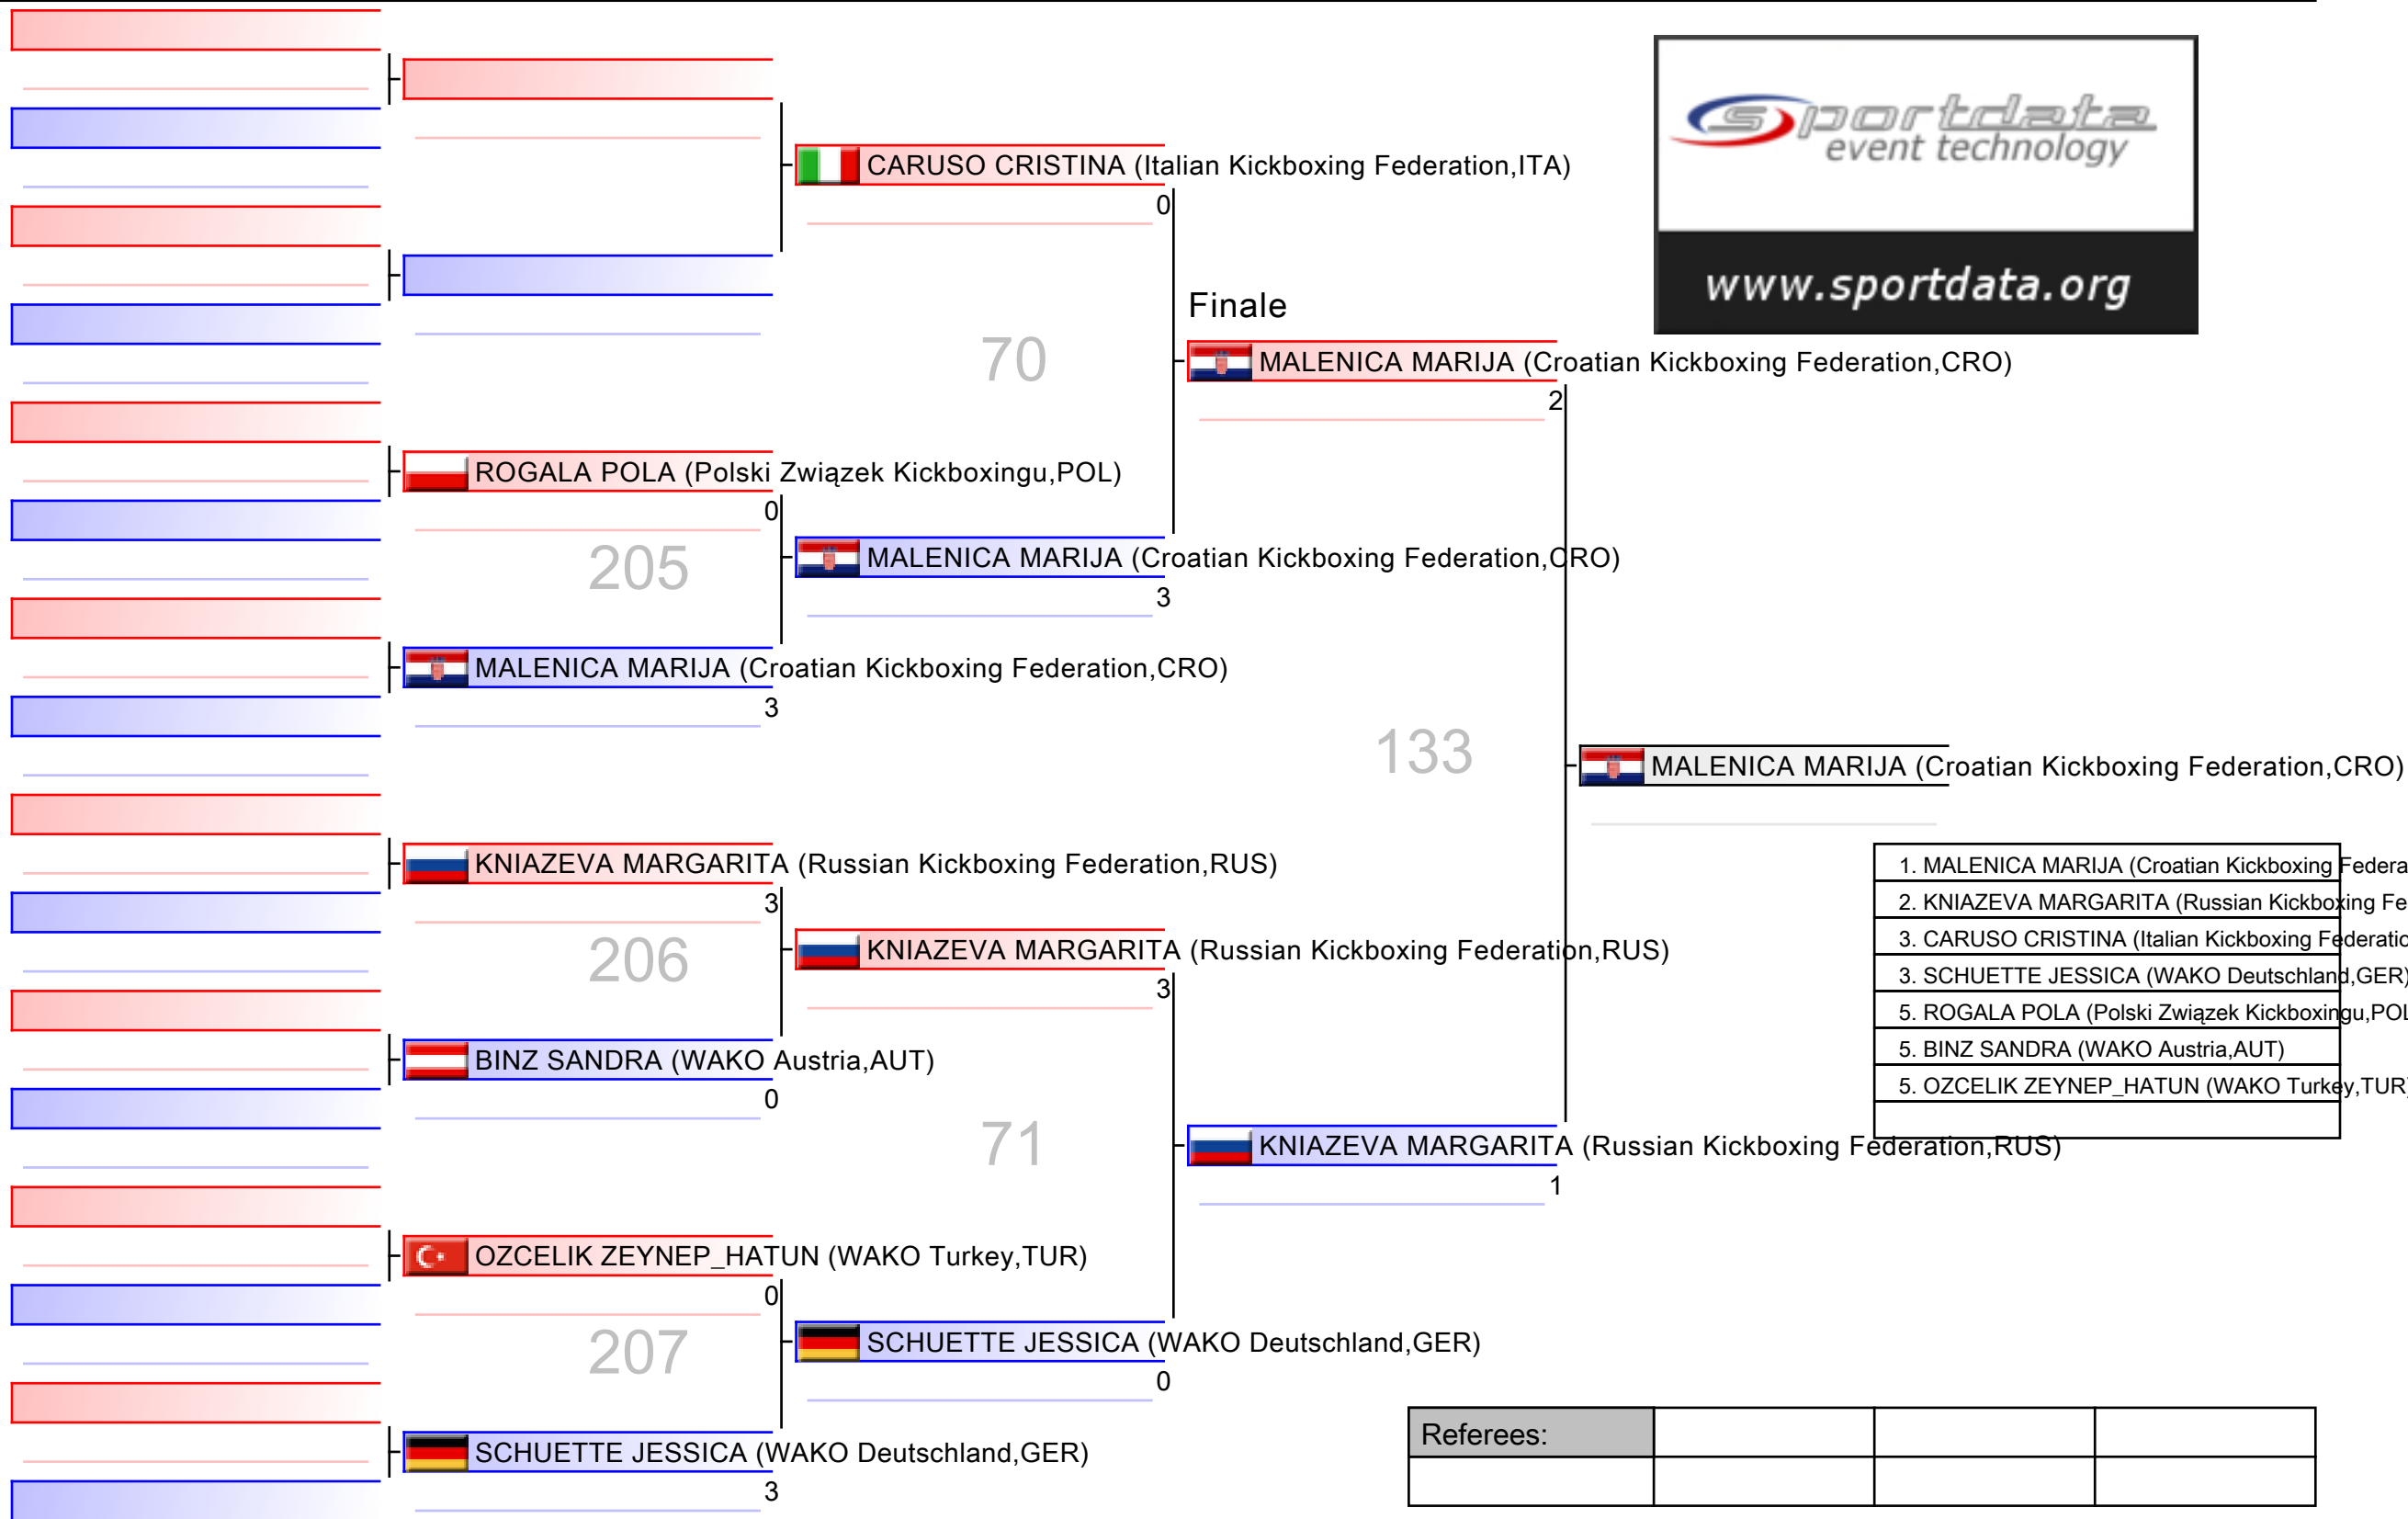 sportdata
event technology
www.sportdata.org
CARUSO CRISTINA (Italian Kickboxing Federation,ITA)
0
70
Finale
MALENICA MARIJA (Croatian Kickboxing Federation,CRO)
2
ROGALA POLA (Polski Związek Kickboxingu,POL)
0
205
MALENICA MARIJA (Croatian Kickboxing Federation,CRO)
3
MALENICA MARIJA (Croatian Kickboxing Federation,CRO)
3
133
MALENICA MARIJA (Croatian Kickboxing Federation,CRO)
KNIAZEVA MARGARITA (Russian Kickboxing Federation,RUS)
3
206
KNIAZEVA MARGARITA (Russian Kickboxing Federation,RUS)
3
BINZ SANDRA (WAKO Austria,AUT)
0
71
KNIAZEVA MARGARITA (Russian Kickboxing Federation,RUS)
1
OZCELIK ZEYNEP_HATUN (WAKO Turkey,TUR)
0
207
SCHUETTE JESSICA (WAKO Deutschland,GER)
0
SCHUETTE JESSICA (WAKO Deutschland,GER)
3
1. MALENICA MARIJA (Croatian Kickboxing Federa
2. KNIAZEVA MARGARITA (Russian Kickboxing Fe
3. CARUSO CRISTINA (Italian Kickboxing Federatio
3. SCHUETTE JESSICA (WAKO Deutschland,GER)
5. ROGALA POLA (Polski Związek Kickboxingu,POL
5. BINZ SANDRA (WAKO Austria,AUT)
5. OZCELIK ZEYNEP_HATUN (WAKO Turkey,TUR)
Referees: